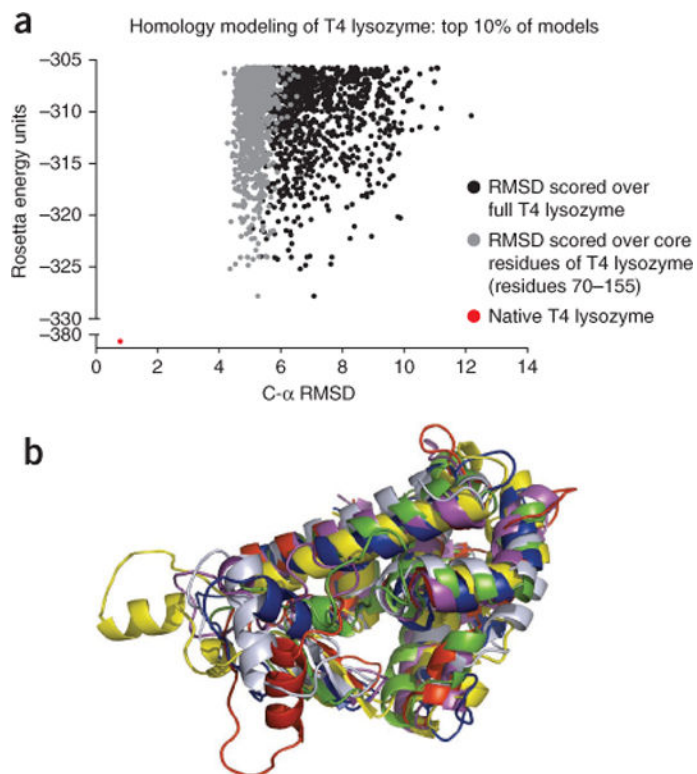 a
Homology modeling of T4 lysozyme: top 10% of models
–305
–310
–315
–320
–325
–330
–380
Rosetta energy units
0 2 4 6 8 10 12 14
C-α RMSD
RMSD scored over
full T4 lysozyme
RMSD scored over core
residues of T4 lysozyme
(residues 70–155)
Native T4 lysozyme
b